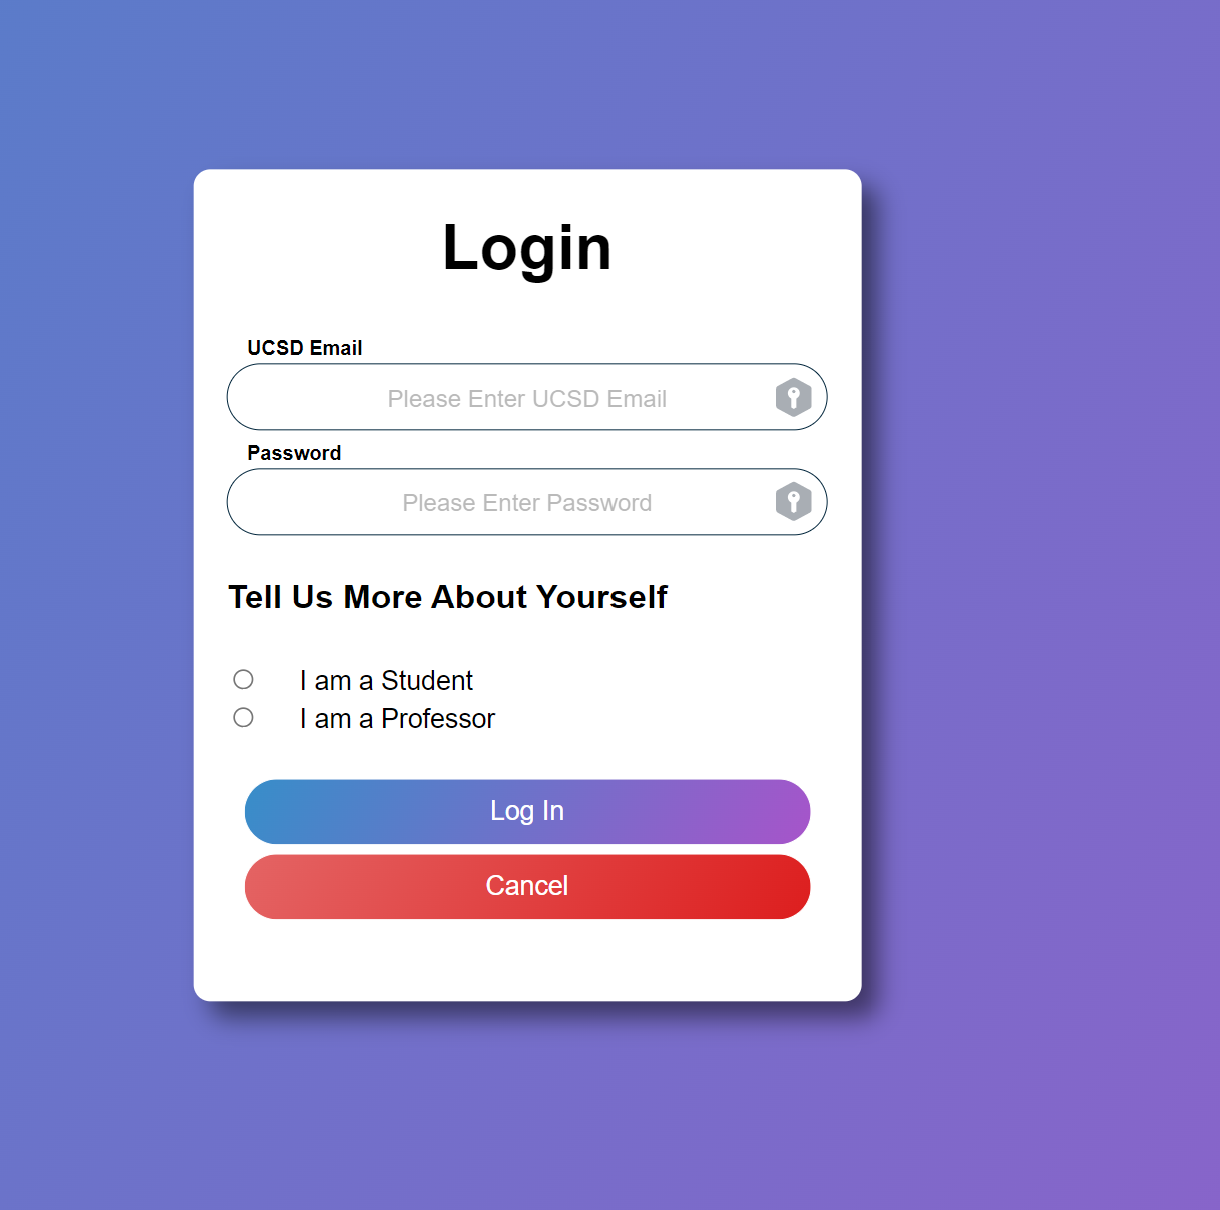 Login
UCSD Email
Please Enter UCSD Email
Password
Please Enter Password
Tell Us More About Yourself
I am a Student
I am a Professor
Log In
Cancel